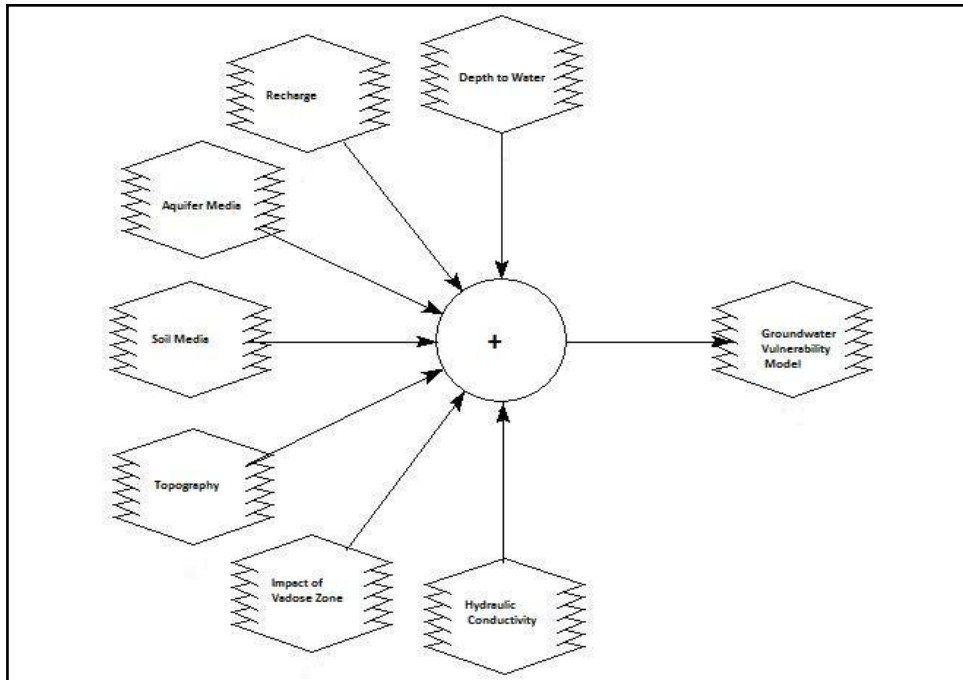 Depth to Water
Recharge
Aquifer Media
Soil Media
+
Groundwater
Vulnerability
Model
Topography
Impact of
Vadose Zone
Hydraulic
Conductivity